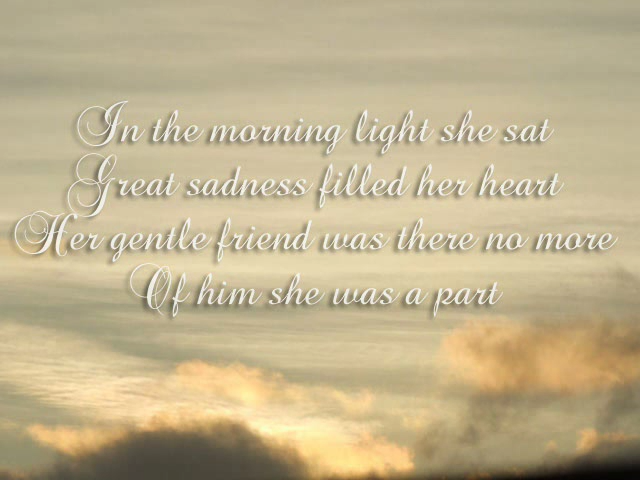 In the morning light she sat
Great sadness filled her heart
Her gentle friend was there no more
Of him she was a part